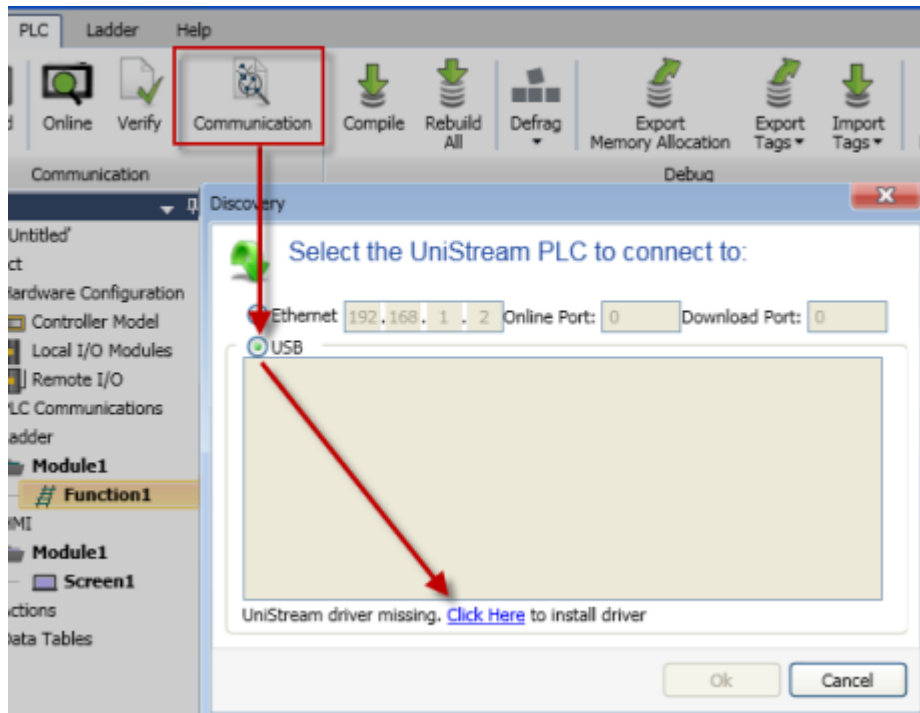 PLC Ladder Help
Online Verify Communication Compile Rebuild All Defrag Export Memory Allocation Export Tags Import Tags
Communication Debug
Discovery
Select the UniStream PLC to connect to:
Ethernet 192.168. 1 . 2 Online Port: 0 Download Port: 0
USB
UniStream driver missing. Click Here to install driver
Ok Cancel
Untitled'
ct
Hardware Configuration
Controller Model
Local I/O Modules
Remote I/O
PLC Communications
adder
Module1
Function1
HMI
Module1
Screen1
ctions
Data Tables